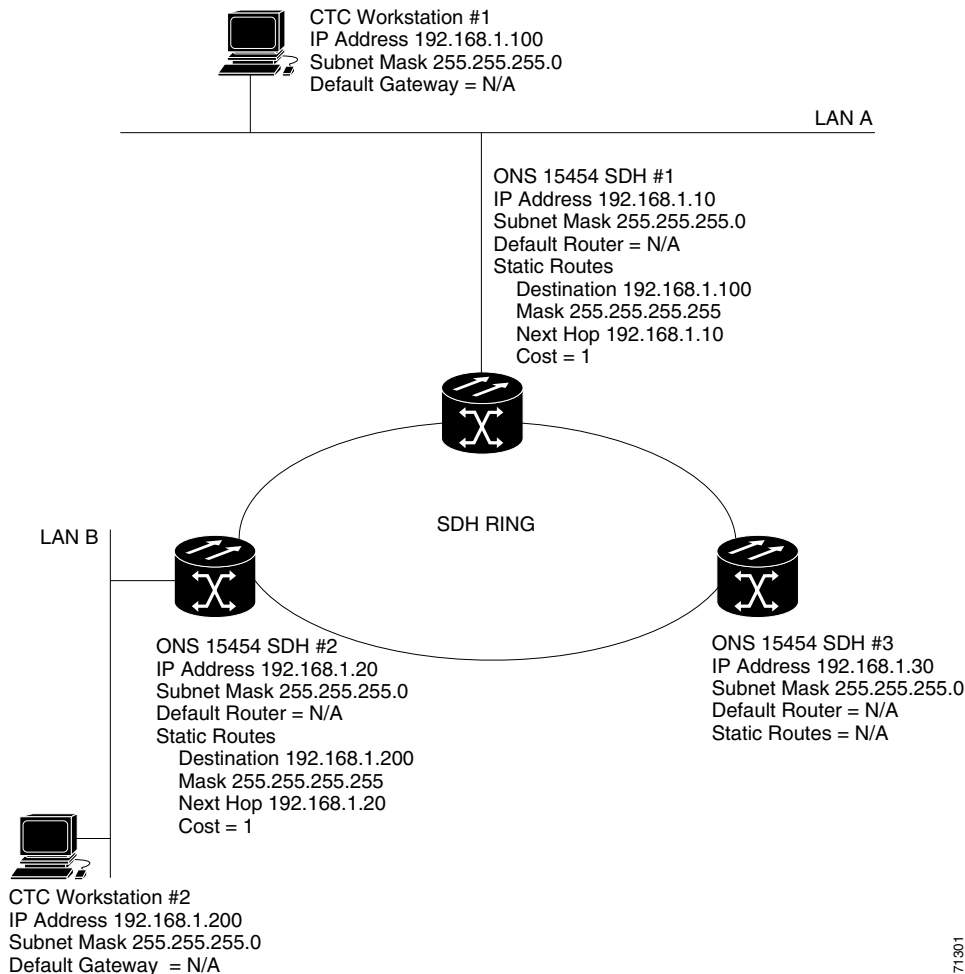 CTC Workstation #1
IP Address 192.168.1.100
Subnet Mask 255.255.255.0
Default Gateway = N/A
LAN A
ONS 15454 SDH #1
IP Address 192.168.1.10
Subnet Mask 255.255.255.0
Default Router = N/A
Static Routes
Destination 192.168.1.100
Mask 255.255.255.255
Next Hop 192.168.1.10
Cost = 1
SDH RING
LAN B
ONS 15454 SDH #2
IP Address 192.168.1.20
Subnet Mask 255.255.255.0
Default Router = N/A
Static Routes
Destination 192.168.1.200
Mask 255.255.255.255
Next Hop 192.168.1.20
Cost = 1
ONS 15454 SDH #3
IP Address 192.168.1.30
Subnet Mask 255.255.255.0
Default Router = N/A
Static Routes = N/A
CTC Workstation #2
IP Address 192.168.1.200
Subnet Mask 255.255.255.0
Default Gateway = N/A
71301